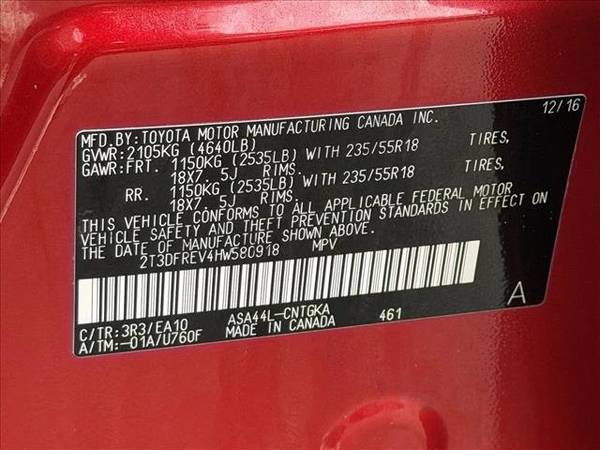 MFD.BY:TOYOTA MOTOR MANUFACTURING CANADA INC. 12/16
GVWR:2105KG (4640LB)
GAWR:FRT. 1150KG (2535LB) WITH 235/55R18 TIRES,
18X7. 5J RIMS.
RR. 1150KG (2535LB) WITH 235/55R18 TIRES,
18X7. 5J RIMS.
THIS VEHICLE CONFORMS TO ALL APPLICABLE FEDERAL MOTOR
VEHICLE SAFETY AND THEFT PREVENTION STANDARDS IN EFFECT
ON THE DATE OF MANUFACTURE SHOWN ABOVE.
2T3DFREV4HW580918 MPV
A
C/TR:3R3/EA10 ASA44L-CNTGKA 461
A/TM:-01A/U760F MADE IN CANADA